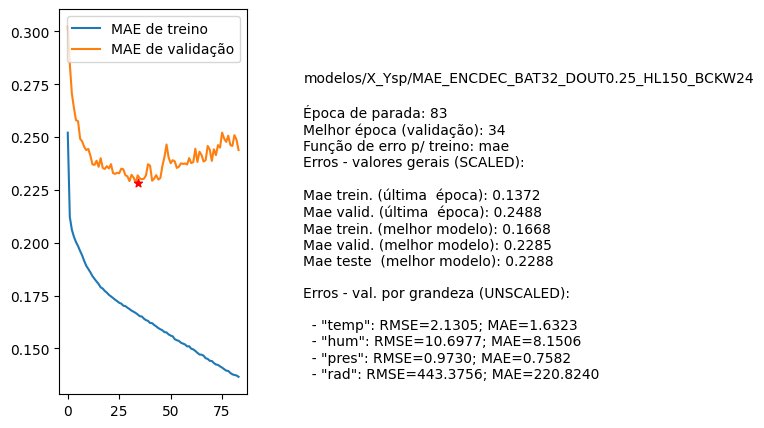 0.300
0.275
0.250
0.225
0.200
0.175
0.150
0
25
50
75
MAE de treino
MAE de validação
modelos/X_Ysp/MAE_ENCDEC_BAT32_DOUT0.25_HL150_BCKW24
Época de parada: 83
Melhor época (validação): 34
Função de erro p/ treino: mae
Erros - valores gerais (SCALED):
Mae trein. (última  época): 0.1372
Mae valid. (última  época): 0.2488
Mae trein. (melhor modelo): 0.1668
Mae valid. (melhor modelo): 0.2285
Mae teste  (melhor modelo): 0.2288
Erros - val. por grandeza (UNSCALED):
- "temp": RMSE=2.1305; MAE=1.6323
- "hum": RMSE=10.6977; MAE=8.1506
- "pres": RMSE=0.9730; MAE=0.7582
- "rad": RMSE=443.3756; MAE=220.8240